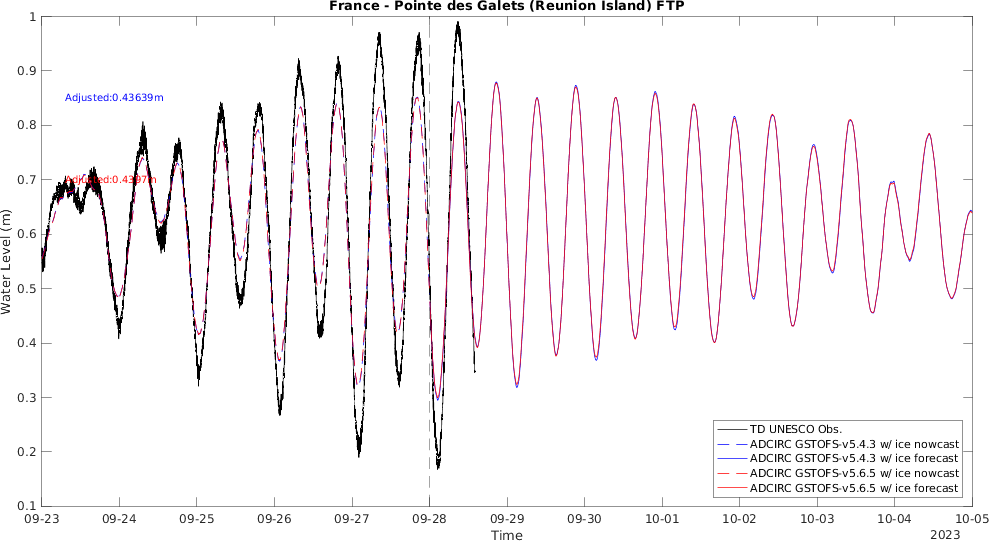 France - Pointe des Galets (Reunion Island) FTP
1
0.9
0.8
0.7
0.6
0.5
0.4
0.3
0.2
0.1
Water Level (m)
Adjusted:0.43639m
Adjusted:0.4397m
TD UNESCO Obs.
ADCIRC GSTOFS-v5.4.3 w/ ice nowcast
ADCIRC GSTOFS-v5.4.3 w/ ice forecast
ADCIRC GSTOFS-v5.6.5 w/ ice nowcast
ADCIRC GSTOFS-v5.6.5 w/ ice forecast
09-23 09-24 09-25 09-26 09-27 09-28 09-29 09-30 10-01 10-02 10-03 10-04 10-05
Time
2023